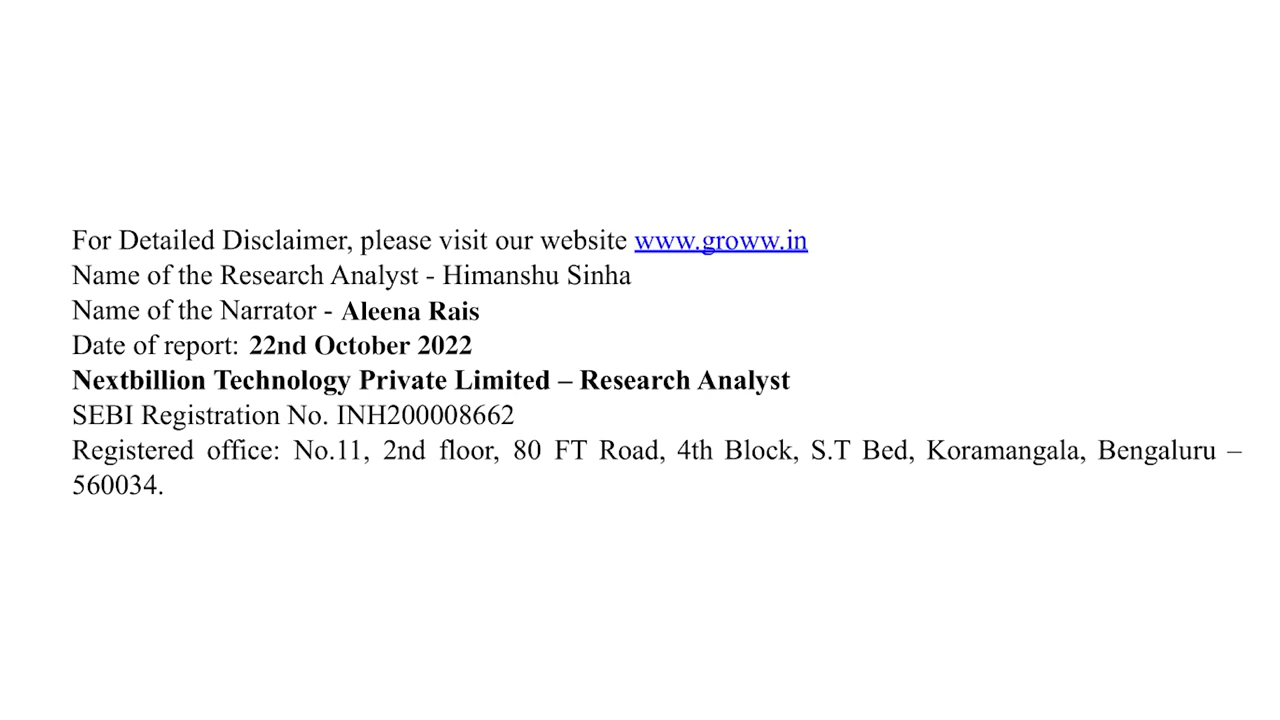 For Detailed Disclaimer, please visit our website www.groww.in
Name of the Research Analyst - Himanshu Sinha
Name of the Narrator - Aleena Rais
Date of report: 22nd October 2022
Nextbillion Technology Private Limited – Research Analyst
SEBI Registration No. INH200008662
Registered office: No.11, 2nd floor, 80 FT Road, 4th Block, S.T Bed, Koramangala, Bengaluru –
560034.